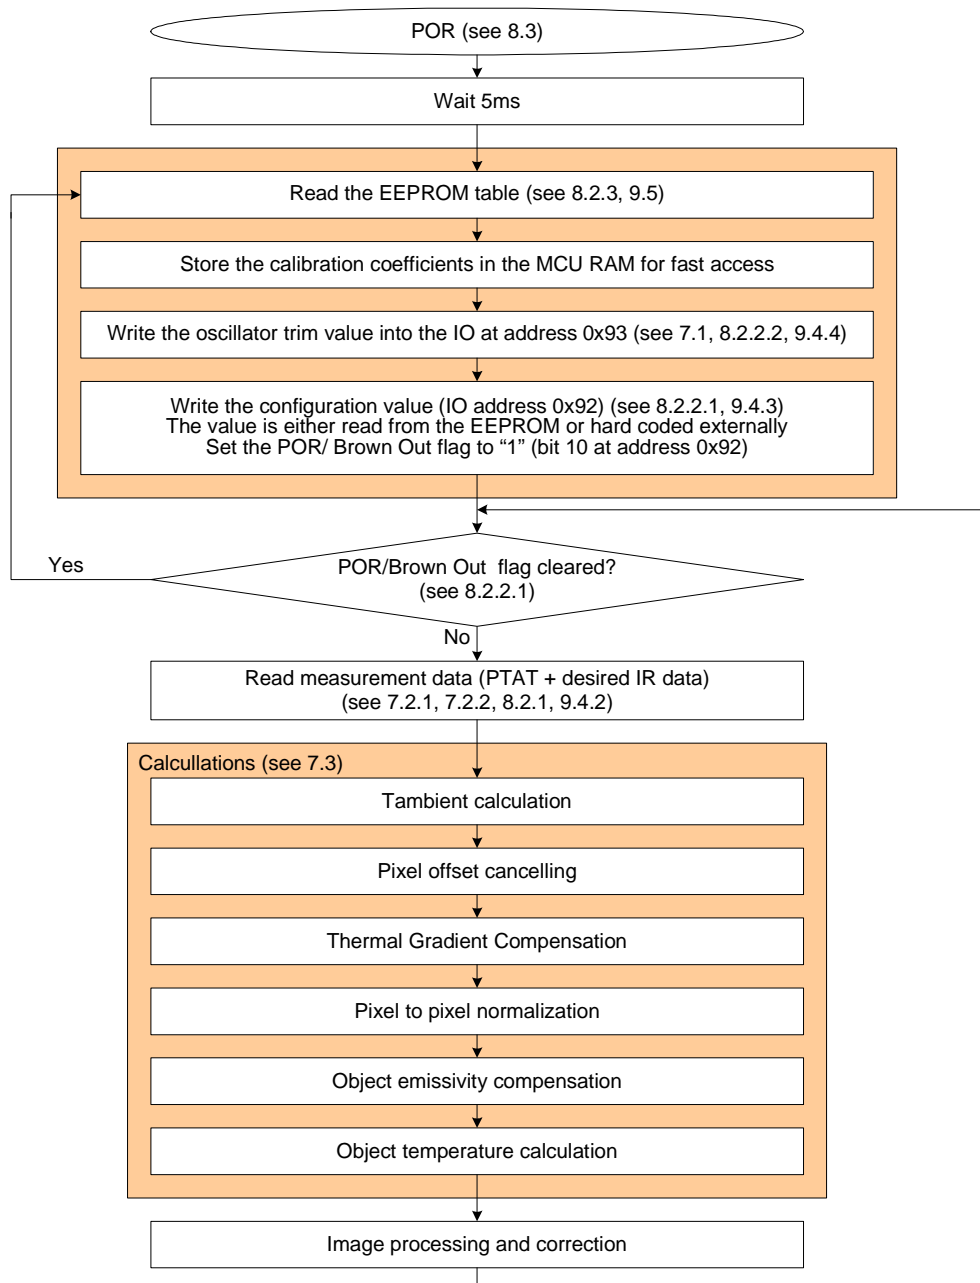 POR (see 8.3)
Wait 5ms
Read the EEPROM table (see 8.2.3, 9.5)
Store the calibration coefficients in the MCU RAM for fast access
Write the oscillator trim value into the IO at address 0x93 (see 7.1, 8.2.2.2, 9.4.4)
Write the configuration value (IO address 0x92) (see 8.2.2.1, 9.4.3)
The value is either read from the EEPROM or hard coded externally
Set the POR/ Brown Out flag to “1” (bit 10 at address 0x92)
Yes
POR/Brown Out flag cleared?
(see 8.2.2.1)
No
Read measurement data (PTAT + desired IR data)
(see 7.2.1, 7.2.2, 8.2.1, 9.4.2)
Calcullations (see 7.3)
Tambient calculation
Pixel offset cancelling
Thermal Gradient Compensation
Pixel to pixel normalization
Object emissivity compensation
Object temperature calculation
Image processing and correction